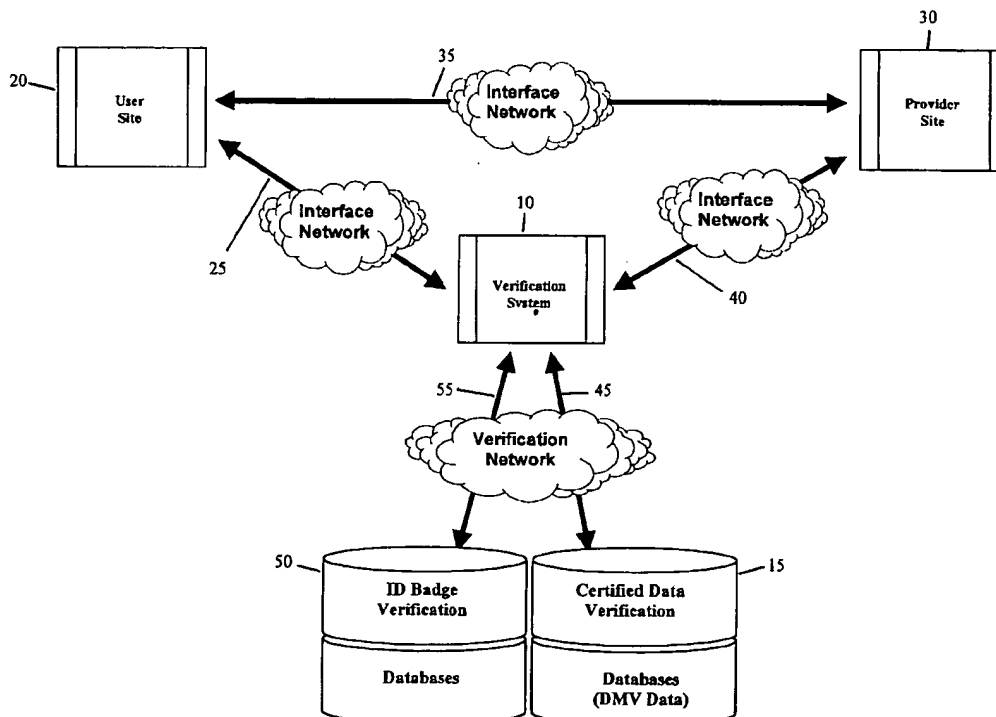 30
20
35
User
Site
Interface
Network
Provider
Site
Interface
Network
10
Interface
Network
25
Verification
System
40
55
45
Verification
Network
50
15
ID Badge
Verification
Certified Data
Verification
Databases
Databases
(DMV Data)